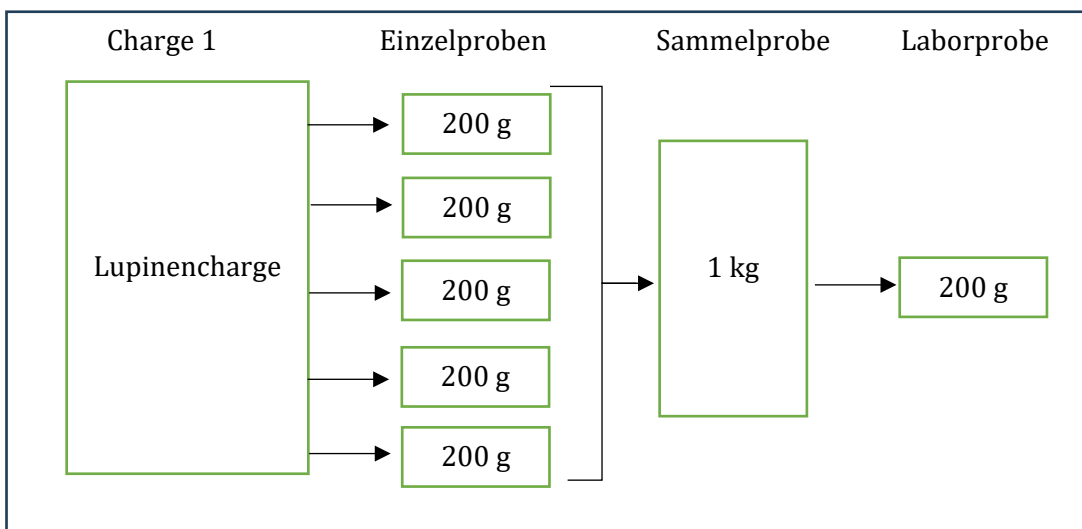 Charge 1 Einzelproben Sammelprobe Laborprobe
200 g
200 g
Lupinencharge
1 kg
200 g
200 g
200 g
200 g